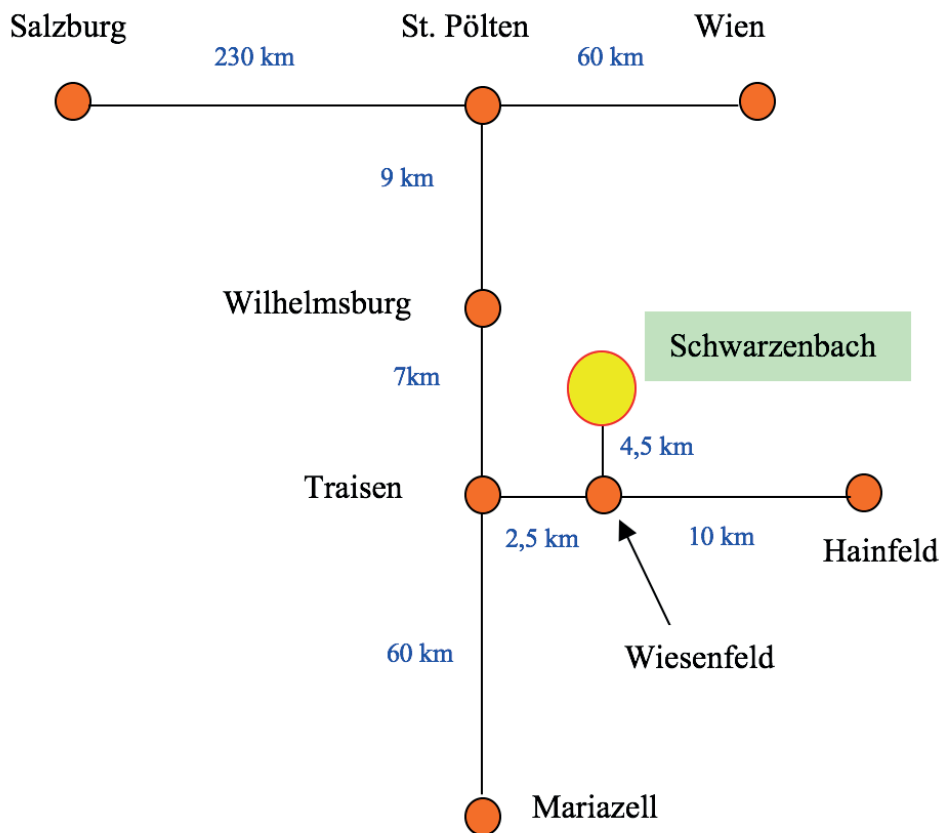 Salzburg
St. Pölten
Wien
230 km
60 km
9 km
Wilhelmsburg
Schwarzenbach
7km
4,5 km
Traisen
2,5 km
10 km
Hainfeld
60 km
Wiesenfeld
Mariazell